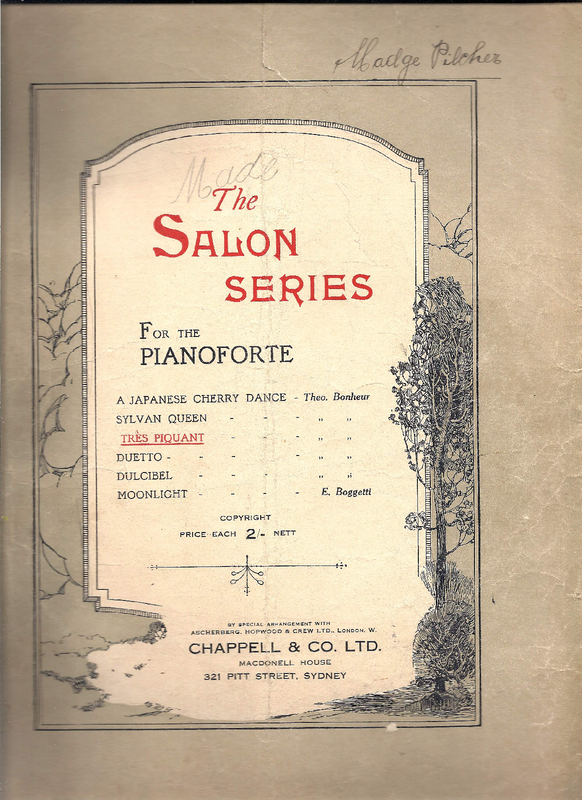 Madge Pilcher
Made
The
SALON
SERIES
FOR THE
PIANOFORTE
A JAPANESE CHERRY DANCE - Theo. Bonheur
SYLVAN QUEEN - - „ „
TRÈS PIQUANT - - „ „
DUETTO - - - - „ „
DULCIBEL - - - - „ „
MOONLIGHT - - - - E. Boggetti
COPYRIGHT
PRICE EACH 2/- NETT
BY SPECIAL ARRANGEMENT WITH
ASCHERBERG, HOPWOOD & CREW LTD., LONDON, W.
CHAPPELL & CO. LTD.
MACDONELL HOUSE
321 PITT STREET, SYDNEY